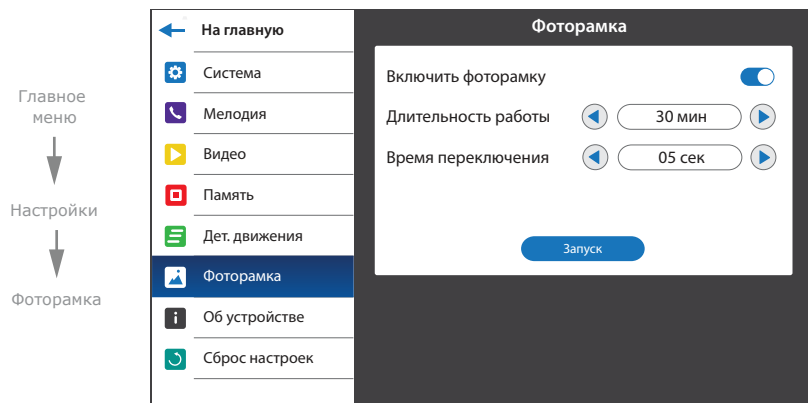 Главное
меню
Настройки
Фоторамка
На главную
Система
Мелодия
Видео
Память
Дет. движения
Фоторамка
Об устройстве
Сброс настроек
Фоторамка
Включить фоторамку
Длительность работы 30 мин
Время переключения 05 сек
Запуск